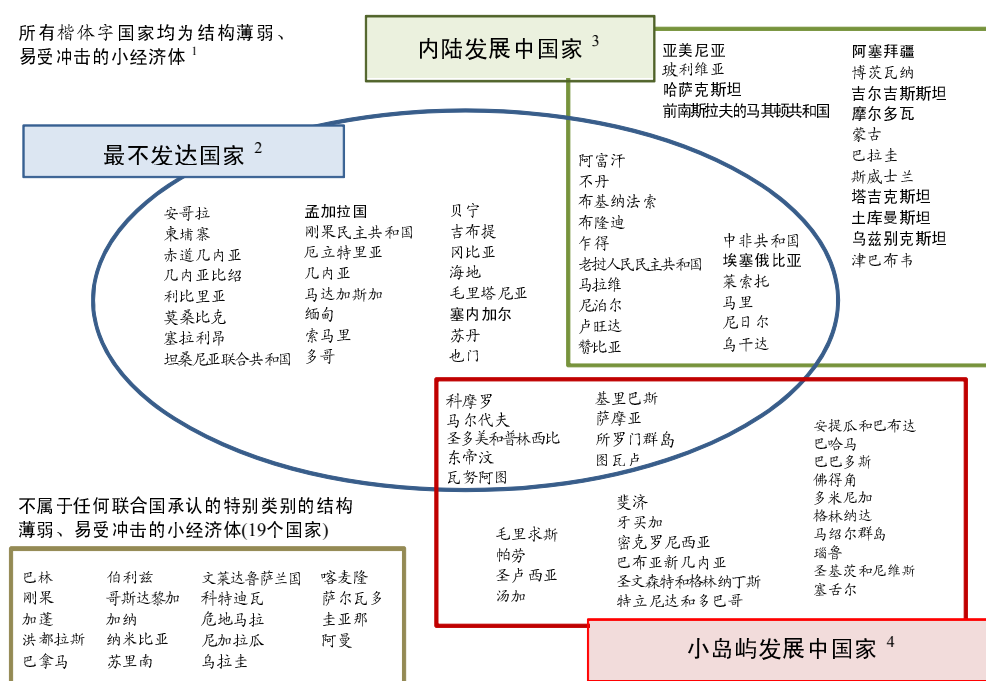 所有楷体字国家均为结构薄弱、
易受冲击的小经济体 1
内陆发展中国家 3
亚美尼亚
玻利维亚
哈萨克斯坦
前南斯拉夫的马其顿共和国
阿塞拜疆
博茨瓦纳
吉尔吉斯斯坦
摩尔多瓦
蒙古
巴拉圭
斯威士兰
塔吉克斯坦
土库曼斯坦
乌兹别克斯坦
津巴布韦
最不发达国家 2
安哥拉
柬埔寨
赤道几内亚
几内亚比绍
利比里亚
莫桑比克
塞拉利昂
坦桑尼亚联合共和国
孟加拉国
刚果民主共和国
厄立特里亚
几内亚
马达加斯加
缅甸
索马里
多哥
贝宁
吉布提
冈比亚
海地
毛里塔尼亚
塞内加尔
苏丹
也门
阿富汗
不丹
布基纳法索
布隆迪
乍得
老挝人民民主共和国
马拉维
尼泊尔
卢旺达
赞比亚
中非共和国
埃塞俄比亚
莱索托
马里
尼日尔
乌干达
科摩罗
马尔代夫
圣多美和普林西比
东帝汶
瓦努阿图
基里巴斯
萨摩亚
所罗门群岛
图瓦卢
安提瓜和巴布达
巴哈马
巴巴多斯
佛得角
多米尼加
格林纳达
马绍尔群岛
瑙鲁
圣基茨和尼维斯
塞舌尔
毛里求斯
帕劳
圣卢西亚
汤加
斐济
牙买加
密克罗尼西亚
巴布亚新几内亚
圣文森特和格林纳丁斯
特立尼达和多巴哥
小岛屿发展中国家 4
不属于任何联合国承认的特别类别的结构
薄弱、易受冲击的小经济体(19个国家)
巴林
刚果
加蓬
洪都拉斯
巴拿马
伯利兹
哥斯达黎加
加纳
纳米比亚
苏里南
文莱达鲁萨兰国
科特迪瓦
危地马拉
尼加拉瓜
乌拉圭
喀麦隆
萨尔瓦多
圭亚那
阿曼